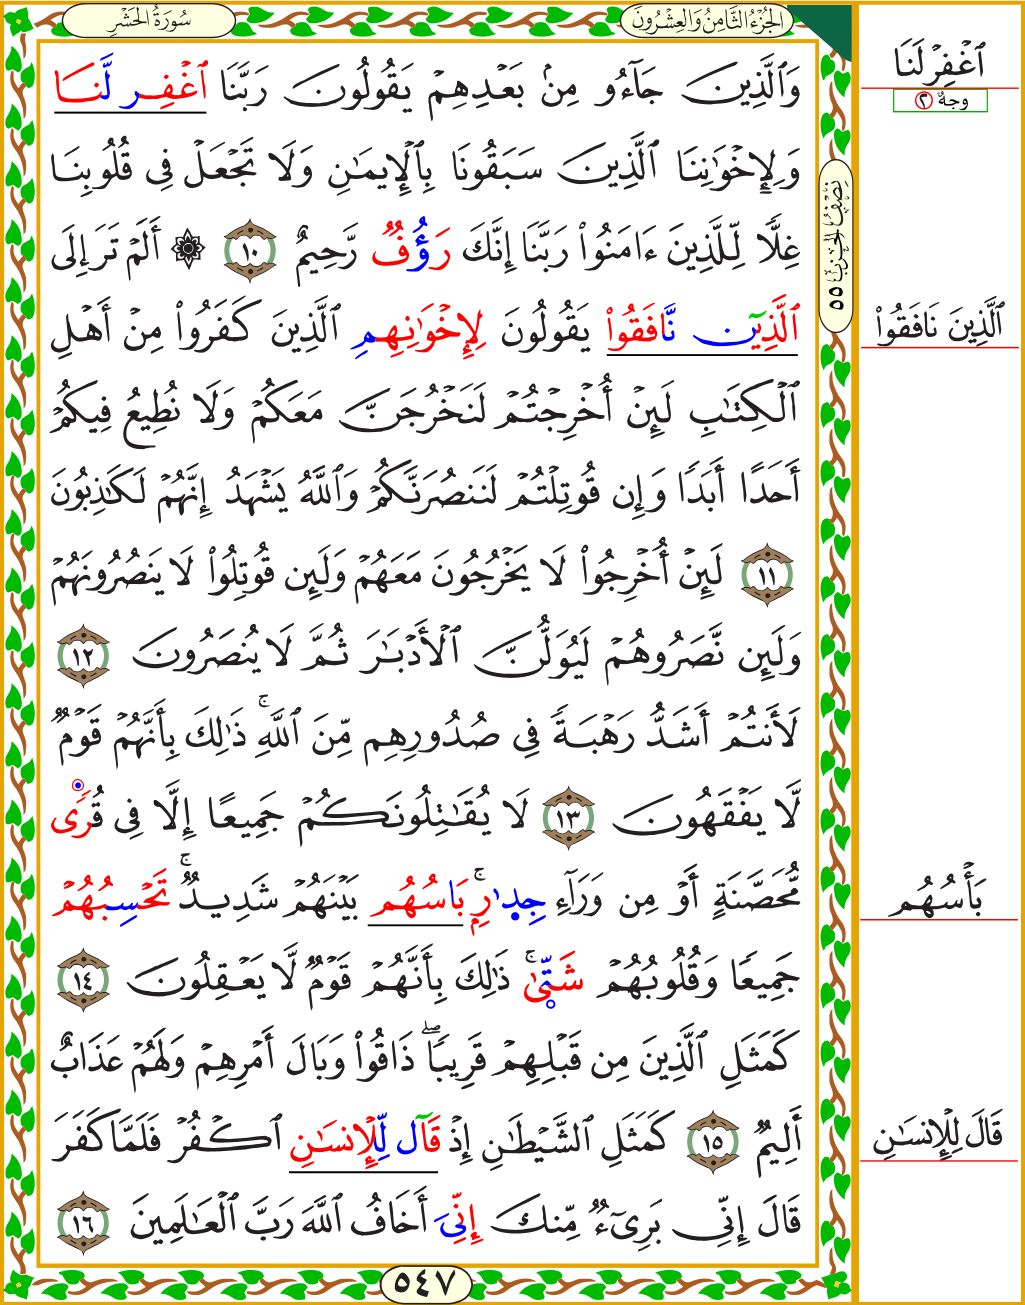 سُورَةُ الحَشْرِ
الجُزْءُ الثَّامِنُ وَالعِشْرُونَ
وَٱلَّذِينَ جَآءُو مِنۢ بَعْدِهِمْ يَقُولُونَ رَبَّنَا ٱغْفِر لَّنَا
وَلِإِخْوَٰنِنَا ٱلَّذِينَ سَبَقُونَا بِٱلْإِيمَـٰنِ وَلَا تَجْعَلْ فِى قُلُوبِنَا
غِلًّا لِّلَّذِينَ ءَامَنُوا۟ رَبَّنَآ إِنَّكَ رَؤُفٌ رَّحِيمٌ ١٠ ۞ أَلَمْ تَرَ إِلَى
ٱلَّذِين نَّافَقُوا۟ يَقُولُونَ لِإِخْوَٰنِهِمِ ٱلَّذِينَ كَفَرُوا۟ مِنْ أَهْلِ
ٱلْكِتَـٰبِ لَئِنْ أُخْرِجْتُمْ لَنَخْرُجَنَّ مَعَكُمْ وَلَا نُطِيعُ فِيكُمْ
أَحَدًا أَبَدًا وَإِن قُوتِلْتُمْ لَنَنصُرَنَّكُمْ وَٱللَّهُ يَشْهَدُ إِنَّهُمْ لَكَـٰذِبُونَ
١١ لَئِنْ أُخْرِجُوا۟ لَا يَخْرُجُونَ مَعَهُمْ وَلَئِن قُوتِلُوا۟ لَا يَنصُرُونَهُمْ
وَلَئِن نَّصَرُوهُمْ لَيُوَلُّنَّ ٱلْأَدْبَـٰرَ ثُمَّ لَا يُنصَرُونَ ١٢
لَأَنتُمْ أَشَدُّ رَهْبَةً فِى صُدُورِهِم مِّنَ ٱللَّهِ ۚ ذَٰلِكَ بِأَنَّهُمْ قَوْمٌ
لَّا يَفْقَهُونَ ١٣ لَا يُقَـٰتِلُونَكُمْ جَمِيعًا إِلَّا فِى قُرًى
مُّحَصَّنَةٍ أَوْ مِن وَرَآءِ جِدَٰرٍ ۚ بَاسُهُم بَيْنَهُمْ شَدِيدٌ ۚ تَحْسِبُهُمْ
جَمِيعًا وَقُلُوبُهُمْ شَتَّىٰ ۚ ذَٰلِكَ بِأَنَّهُمْ قَوْمٌ لَّا يَعْقِلُونَ ١٤
كَمَثَلِ ٱلَّذِينَ مِن قَبْلِهِمْ قَرِيبًا ۖ ذَاقُوا۟ وَبَالَ أَمْرِهِمْ وَلَهُمْ عَذَابٌ
أَلِيمٌ ١٥ كَمَثَلِ ٱلشَّيْطَـٰنِ إِذْ قَآل لِّلْإِنسَـٰنِ ٱكْفُرْ فَلَمَّا كَفَرَ
قَالَ إِنِّى بَرِىٓءٌ مِّنكَ إِنِّىَ أَخَافُ ٱللَّهَ رَبَّ ٱلْعَـٰلَمِينَ ١٦
٥٤٧
نِصْفُ الحِزْبِ ٥٥
ٱغْفِرْ لَنَا
وجهٌ ٢
ٱلَّذِينَ نَافَقُوا۟
بَأْسُهُم
قَالَ لِلْإِنسَـٰنِ